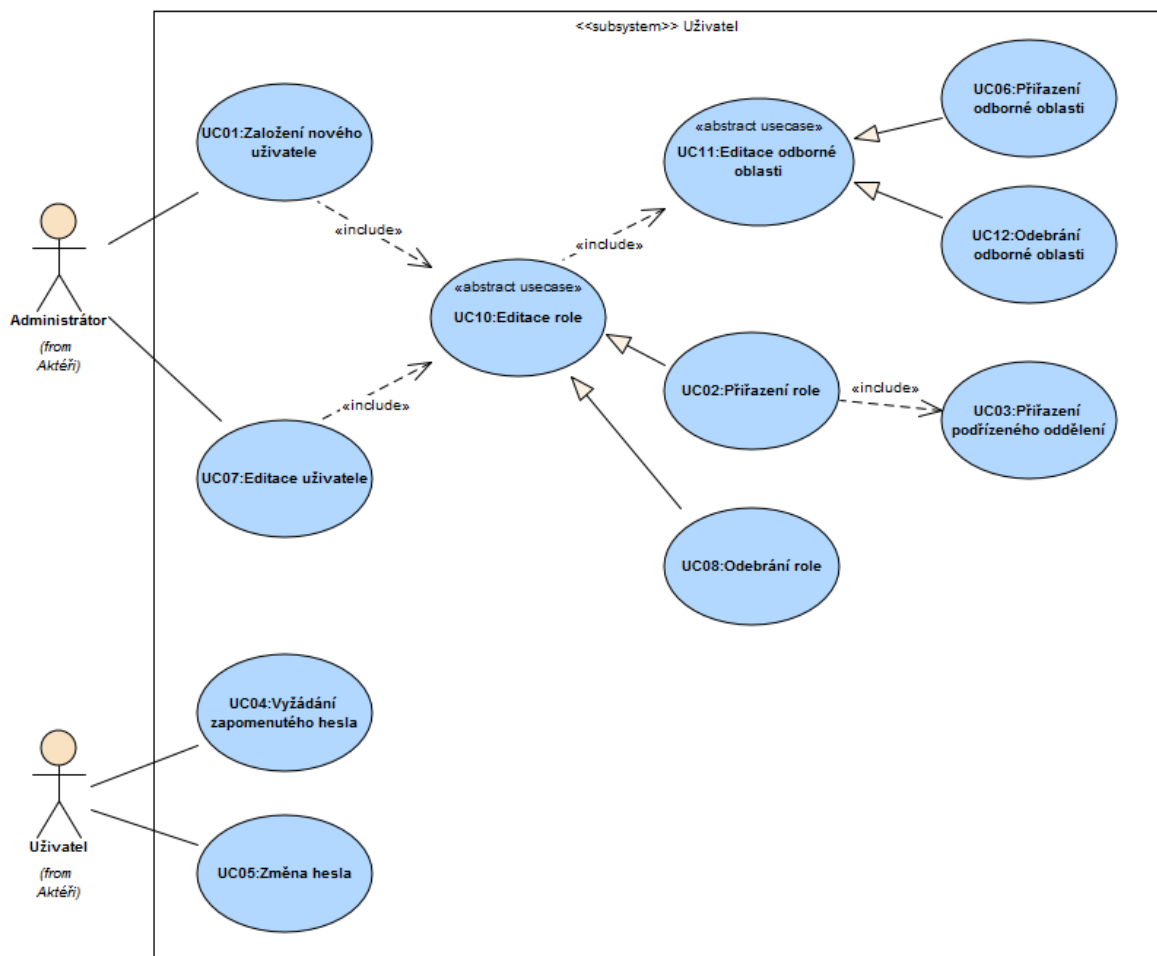 <<subsystem>> Uživatel
UC01:Založení nového
uživatele
«abstract usecase»
UC11:Editace odborné
oblasti
UC06:Přiřazení
odborné oblasti
UC12:Odebrání
odborné oblasti
«include»
«include»
Administrátor
(from
Aktéři)
«abstract usecase»
UC10:Editace role
UC02:Přiřazení role
«include»
UC03:Přiřazení
podřízeného oddělení
«include»
UC07:Editace uživatele
UC08:Odebrání role
UC04:Vyžádání
zapomenutého hesla
Uživatel
(from
Aktéři)
UC05:Změna hesla